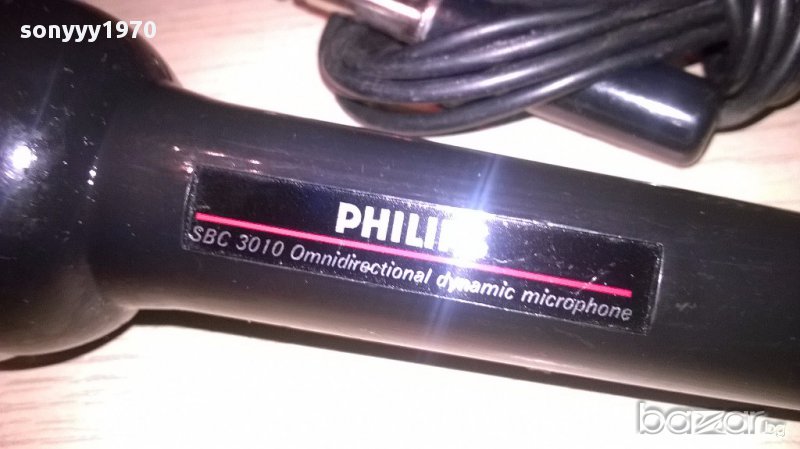 sonyyy1970
PHILIPS
SBC 3010 Omnidirectional dynamic microphone
bazar.bg